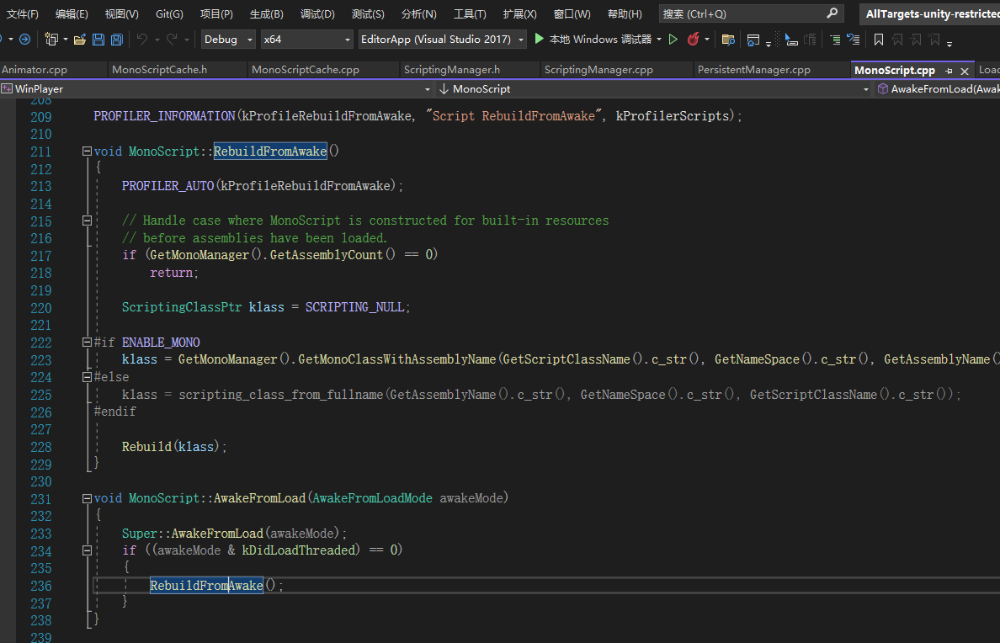 文件(F) 编辑(E) 视图(V) Git(G) 项目(P) 生成(B) 调试(D) 测试(S) 分析(N) 工具(T) 扩展(X) 窗口(W) 帮助(H) 搜索 (Ctrl+Q) AllTargets-unity-restricted
Debug x64 EditorApp (Visual Studio 2017) 本地 Windows 调试器
Animator.cpp MonoScriptCache.h MonoScriptCache.cpp ScriptingManager.h ScriptingManager.cpp PersistentManager.cpp MonoScript.cpp Load
WinPlayer MonoScript AwakeFromLoad(Awak
208
209 PROFILER_INFORMATION(kProfileRebuildFromAwake, "Script RebuildFromAwake", kProfilerScripts);
210
211 void MonoScript::RebuildFromAwake()
212 {
213 PROFILER_AUTO(kProfileRebuildFromAwake);
214
215 // Handle case where MonoScript is constructed for built-in resources
216 // before assemblies have been loaded.
217 if (GetMonoManager().GetAssemblyCount() == 0)
218 return;
219
220 ScriptingClassPtr klass = SCRIPTING_NULL;
221
222 #if ENABLE_MONO
223 klass = GetMonoManager().GetMonoClassWithAssemblyName(GetScriptClassName().c_str(), GetNameSpace().c_str(), GetAssemblyName()
224 #else
225 klass = scripting_class_from_fullname(GetAssemblyName().c_str(), GetNameSpace().c_str(), GetScriptClassName().c_str());
226 #endif
227
228 Rebuild(klass);
229 }
230
231 void MonoScript::AwakeFromLoad(AwakeFromLoadMode awakeMode)
232 {
233 Super::AwakeFromLoad(awakeMode);
234 if ((awakeMode & kDidLoadThreaded) == 0)
235 {
236 RebuildFromAwake();
237 }
238 }
239